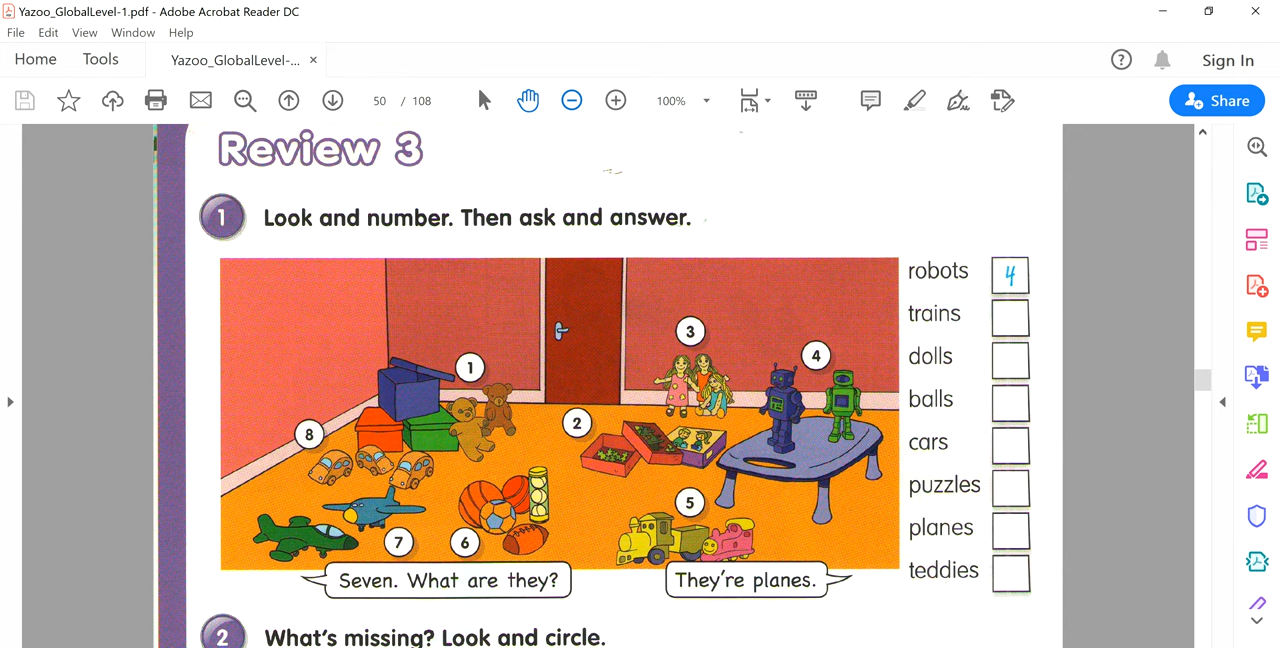 Yazoo_GlobalLevel-1.pdf - Adobe Acrobat Reader DC
File Edit View Window Help
Home Tools Yazoo_GlobalLevel-... × ? Sign In
50 / 108 100% Share
Review 3
1 Look and number. Then ask and answer.
robots 4
trains
dolls
balls
cars
puzzles
planes
teddies
1
2
3
4
5
6
7
8
Seven. What are they?
They're planes.
2 What's missing? Look and circle.